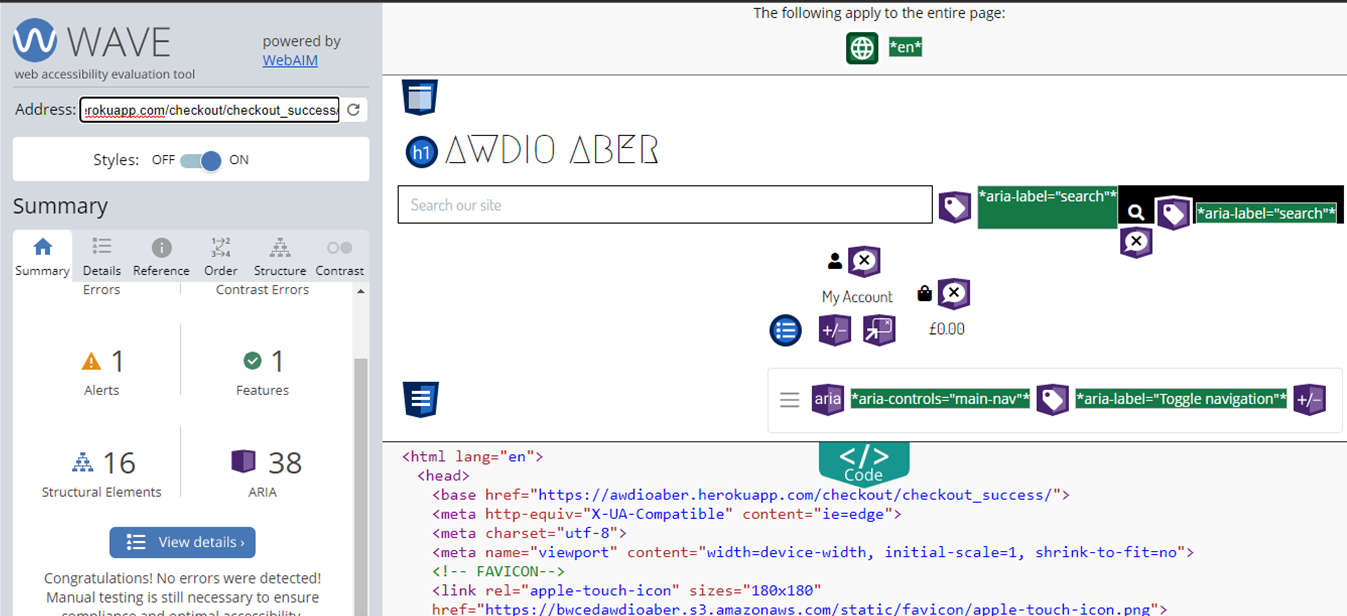 WAVE
powered by
WebAIM
web accessibility evaluation tool
Address: erokuapp.com/checkout/checkout_success/
Styles: OFF ON
Summary
Summary Details Reference Order Structure Contrast
Errors Contrast Errors
1 1
Alerts Features
16 38
Structural Elements ARIA
View details ›
Congratulations! No errors were detected!
Manual testing is still necessary to ensure
compliance and optimal accessibility.
The following apply to the entire page:
*en*
h1 AWDIO ABER
Search our site *aria-label="search"* *aria-label="search"*
My Account
+/- £0.00
aria *aria-controls="main-nav"* *aria-label="Toggle navigation"* +/-
</>
Code
<html lang="en">
<head>
<base href="https://awdioaber.herokuapp.com/checkout/checkout_success/">
<meta http-equiv="X-UA-Compatible" content="ie=edge">
<meta charset="utf-8">
<meta name="viewport" content="width=device-width, initial-scale=1, shrink-to-fit=no">
<!-- FAVICON-->
<link rel="apple-touch-icon" sizes="180x180"
href="https://bwcedawdioaber.s3.amazonaws.com/static/favicon/apple-touch-icon.png">